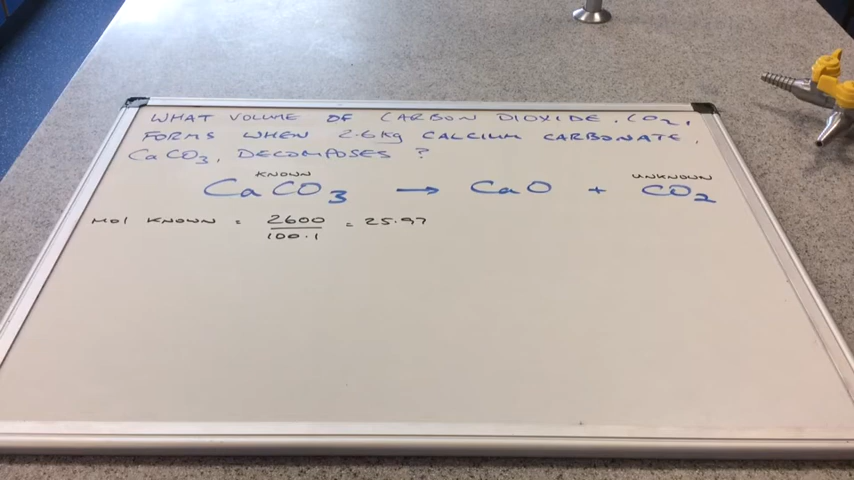 WHAT VOLUME OF CARBON DIOXIDE, CO₂,
FORMS WHEN 2.6Kg CALCIUM CARBONATE,
CaCO₃, DECOMPOSES ?
KNOWN UNKNOWN
CaCO₃ → CaO + CO₂
MOl KNOWN = 2600/100.1 = 25.97